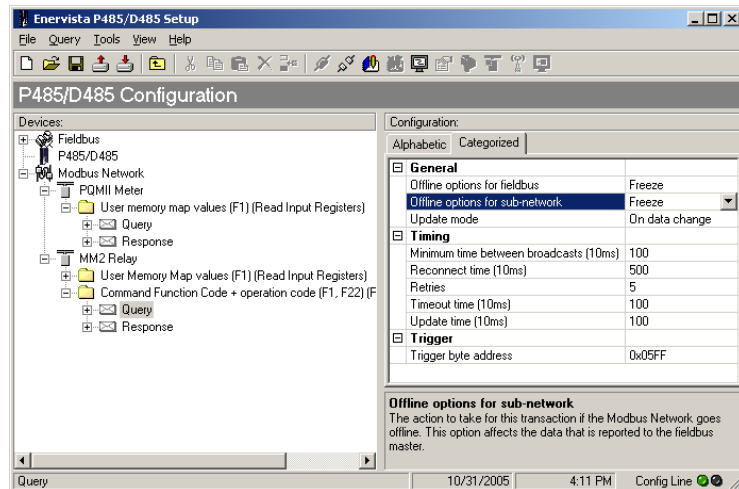 Enervista P485/D485 Setup
File Query Tools View Help
P485/D485 Configuration
Devices:
Fieldbus
P485/D485
Modbus Network
PQMII Meter
User memory map values (F1) (Read Input Registers)
Query
Response
MM2 Relay
User Memory Map values (F1) (Read Input Registers)
Command Function Code + operation code (F1, F22) (F
Query
Response
Configuration:
Alphabetic Categorized
General
Offline options for fieldbus Freeze
Offline options for sub-network Freeze
Update mode On data change
Timing
Minimum time between broadcasts (10ms) 100
Reconnect time (10ms) 500
Retries 5
Timeout time (10ms) 100
Update time (10ms) 100
Trigger
Trigger byte address 0x05FF
Offline options for sub-network
The action to take for this transaction if the Modbus Network goes
offline. This option affects the data that is reported to the fieldbus
master.
Query 10/31/2005 4:11 PM Config Line